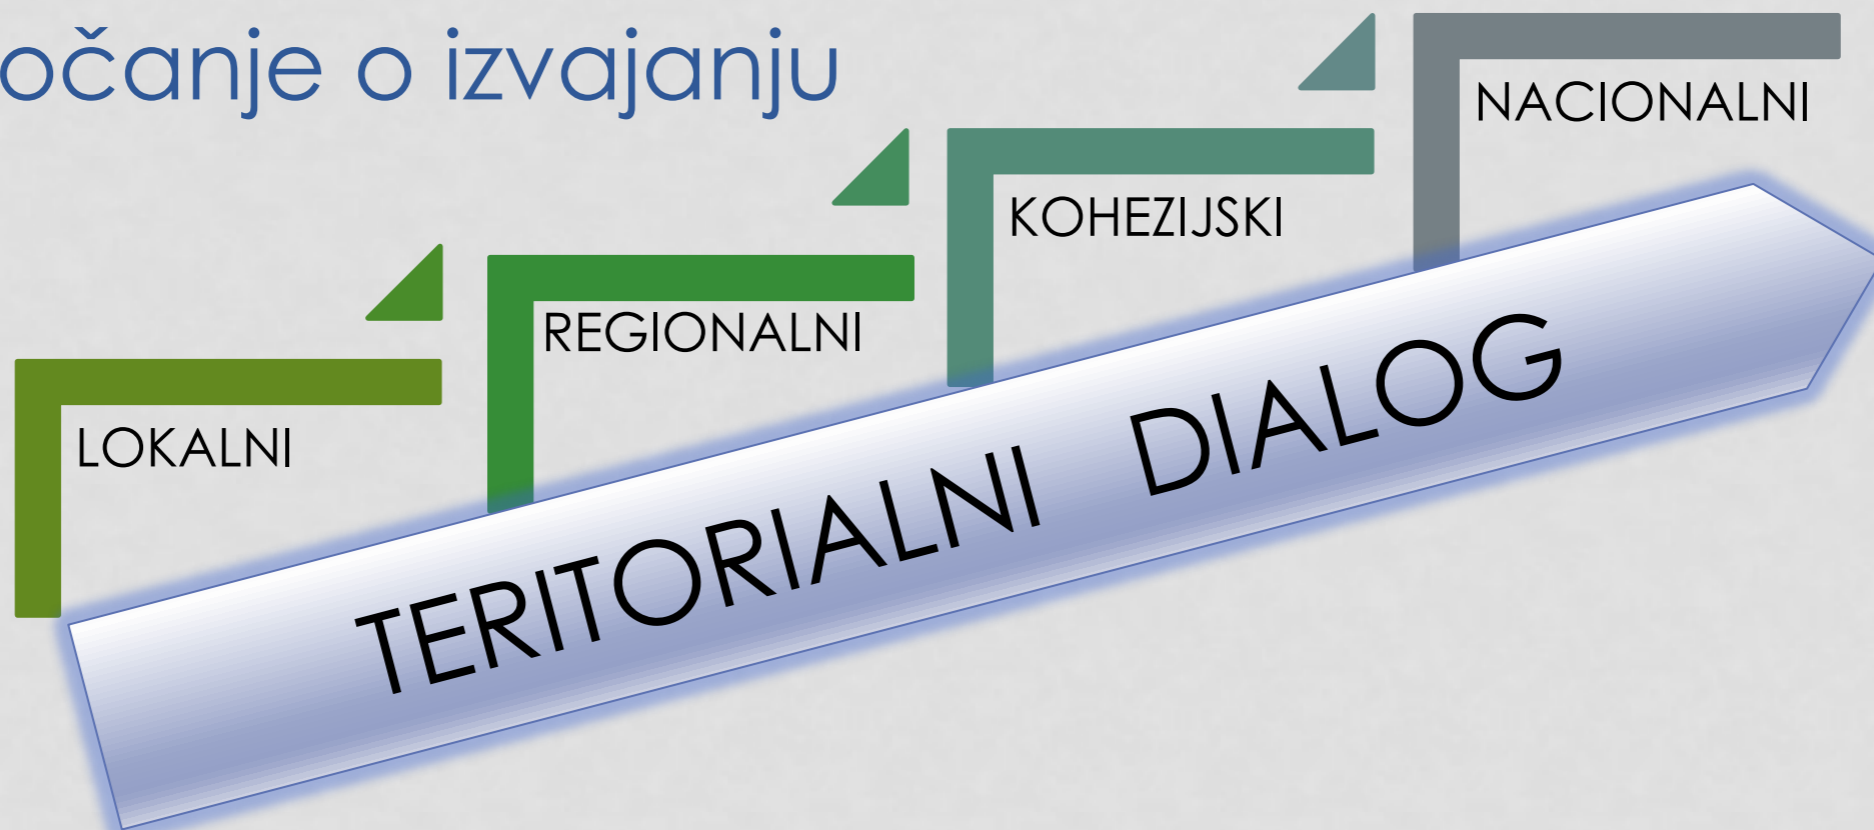 očanje o izvajanju
NACIONALNI
KOHEZIJSKI
REGIONALNI
LOKALNI
TERITORIALNI DIALOG